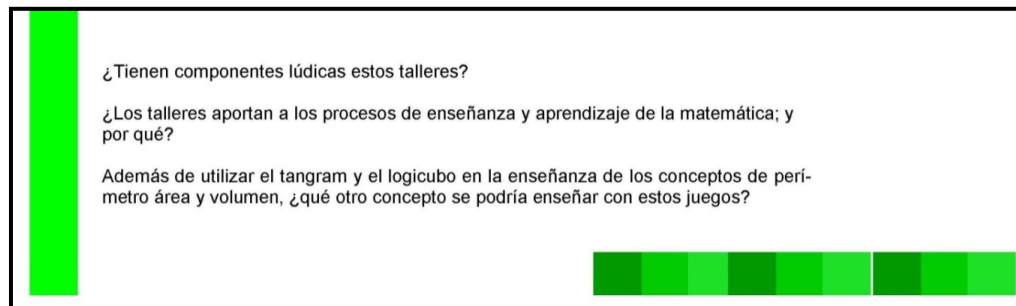 ¿Tienen componentes lúdicas estos talleres?
¿Los talleres aportan a los procesos de enseñanza y aprendizaje de la matemática; y
por qué?
Además de utilizar el tangram y el logicubo en la enseñanza de los conceptos de perí-
metro área y volumen, ¿qué otro concepto se podría enseñar con estos juegos?